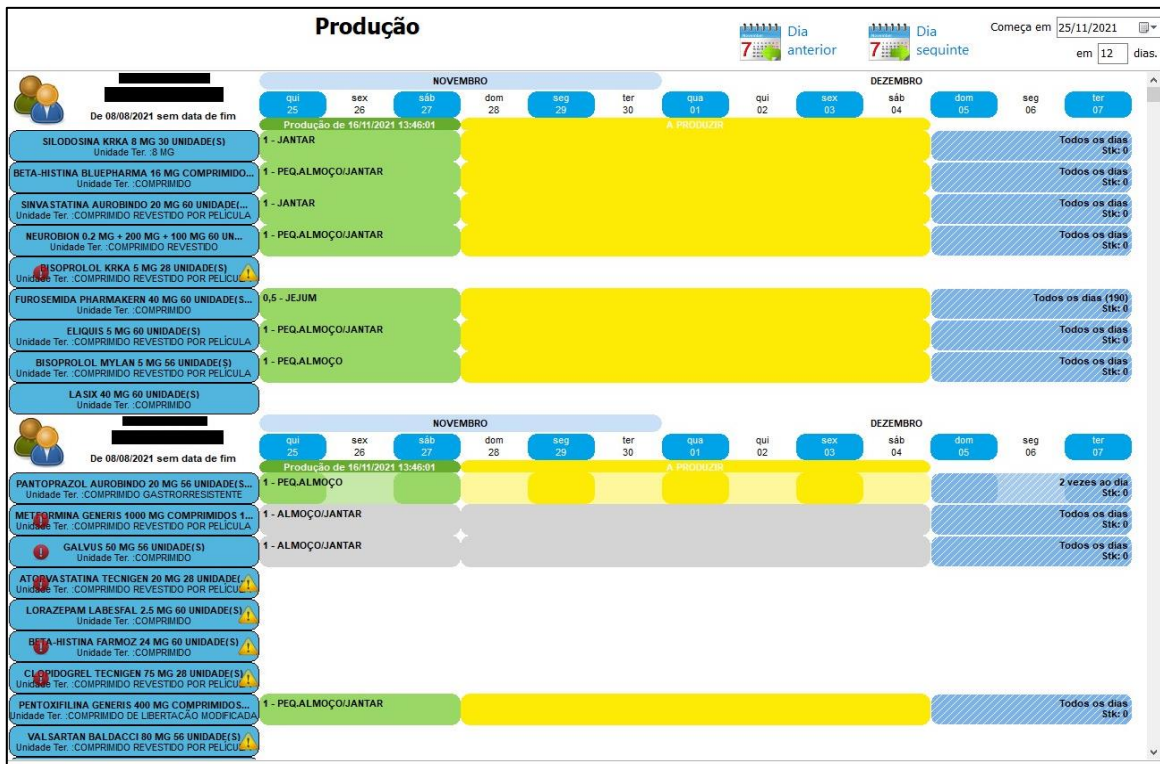 Produção
Dia anterior
Dia sequinte
Começa em 25/11/2021
em 12 dias.
NOVEMBRO DEZEMBRO
De 08/08/2021 sem data de fim
qui 25 sex 26 sáb 27 dom 28 seg 29 ter 30 qua 01 qui 02 sex 03 sáb 04 dom 05 seg 06 ter 07
Produção de 16/11/2021 13:46:01 A PRODUZIR
SILODOSINA KRKA 8 MG 30 UNIDADE(S) 1 - JANTAR Todos os dias
Unidade Ter. :8 MG Stk: 0
BETA-HISTINA BLUEPHARMA 16 MG COMPRIMIDO... 1 - PEQ.ALMOÇO/JANTAR Todos os dias
Unidade Ter. :COMPRIMIDO Stk: 0
SINVASTATINA AUROBINDO 20 MG 60 UNIDADE(... 1 - JANTAR Todos os dias
Unidade Ter. :COMPRIMIDO REVESTIDO POR PELÍCULA Stk: 0
NEUROBION 0.2 MG + 200 MG + 100 MG 60 UN... 1 - PEQ.ALMOÇO/JANTAR Todos os dias
Unidade Ter. :COMPRIMIDO REVESTIDO Stk: 0
BISOPROLOL KRKA 5 MG 28 UNIDADE(S)
Unidade Ter. :COMPRIMIDO REVESTIDO POR PELÍCU
FUROSEMIDA PHARMAKERN 40 MG 60 UNIDADE(S... 0,5 - JEJUM Todos os dias (190)
Unidade Ter. :COMPRIMIDO Stk: 0
ELIQUIS 5 MG 60 UNIDADE(S) 1 - PEQ.ALMOÇO/JANTAR Todos os dias
Unidade Ter. :COMPRIMIDO REVESTIDO POR PELÍCULA Stk: 0
BISOPROLOL MYLAN 5 MG 56 UNIDADE(S) 1 - PEQ.ALMOÇO Todos os dias
Unidade Ter. :COMPRIMIDO REVESTIDO POR PELÍCULA Stk: 0
LASIX 40 MG 60 UNIDADE(S)
Unidade Ter. :COMPRIMIDO
NOVEMBRO DEZEMBRO
De 08/08/2021 sem data de fim
qui 25 sex 26 sáb 27 dom 28 seg 29 ter 30 qua 01 qui 02 sex 03 sáb 04 dom 05 seg 06 ter 07
Produção de 16/11/2021 13:46:01 A PRODUZIR
PANTOPRAZOL AUROBINDO 20 MG 56 UNIDADE(S... 1 - PEQ.ALMOÇO 2 vezes ao dia
Unidade Ter. :COMPRIMIDO GASTRORRESISTENTE Stk: 0
METFORMINA GENERIS 1000 MG COMPRIMIDOS 1... 1 - ALMOÇO/JANTAR Todos os dias
Unidade Ter. :COMPRIMIDO REVESTIDO POR PELÍCULA Stk: 0
GALVUS 50 MG 56 UNIDADE(S) 1 - ALMOÇO/JANTAR Todos os dias
Unidade Ter. :COMPRIMIDO Stk: 0
ATORVASTATINA TECNIGEN 20 MG 28 UNIDADE(
Unidade Ter. :COMPRIMIDO REVESTIDO POR PELÍCU
LORAZEPAM LABESFAL 2.5 MG 60 UNIDADE(S)
Unidade Ter. :COMPRIMIDO
BETA-HISTINA FARMOZ 24 MG 60 UNIDADE(S)
Unidade Ter. :COMPRIMIDO
CLOPIDOGREL TECNIGEN 75 MG 28 UNIDADE(S)
Unidade Ter. :COMPRIMIDO REVESTIDO POR PELÍCU
PENTOXIFILINA GENERIS 400 MG COMPRIMIDOS... 1 - PEQ.ALMOÇO/JANTAR Todos os dias
Unidade Ter. :COMPRIMIDO DE LIBERTAÇÃO MODIFICADA Stk: 0
VALSARTAN BALDACCI 80 MG 56 UNIDADE(S)
Unidade Ter. :COMPRIMIDO REVESTIDO POR PELÍCU